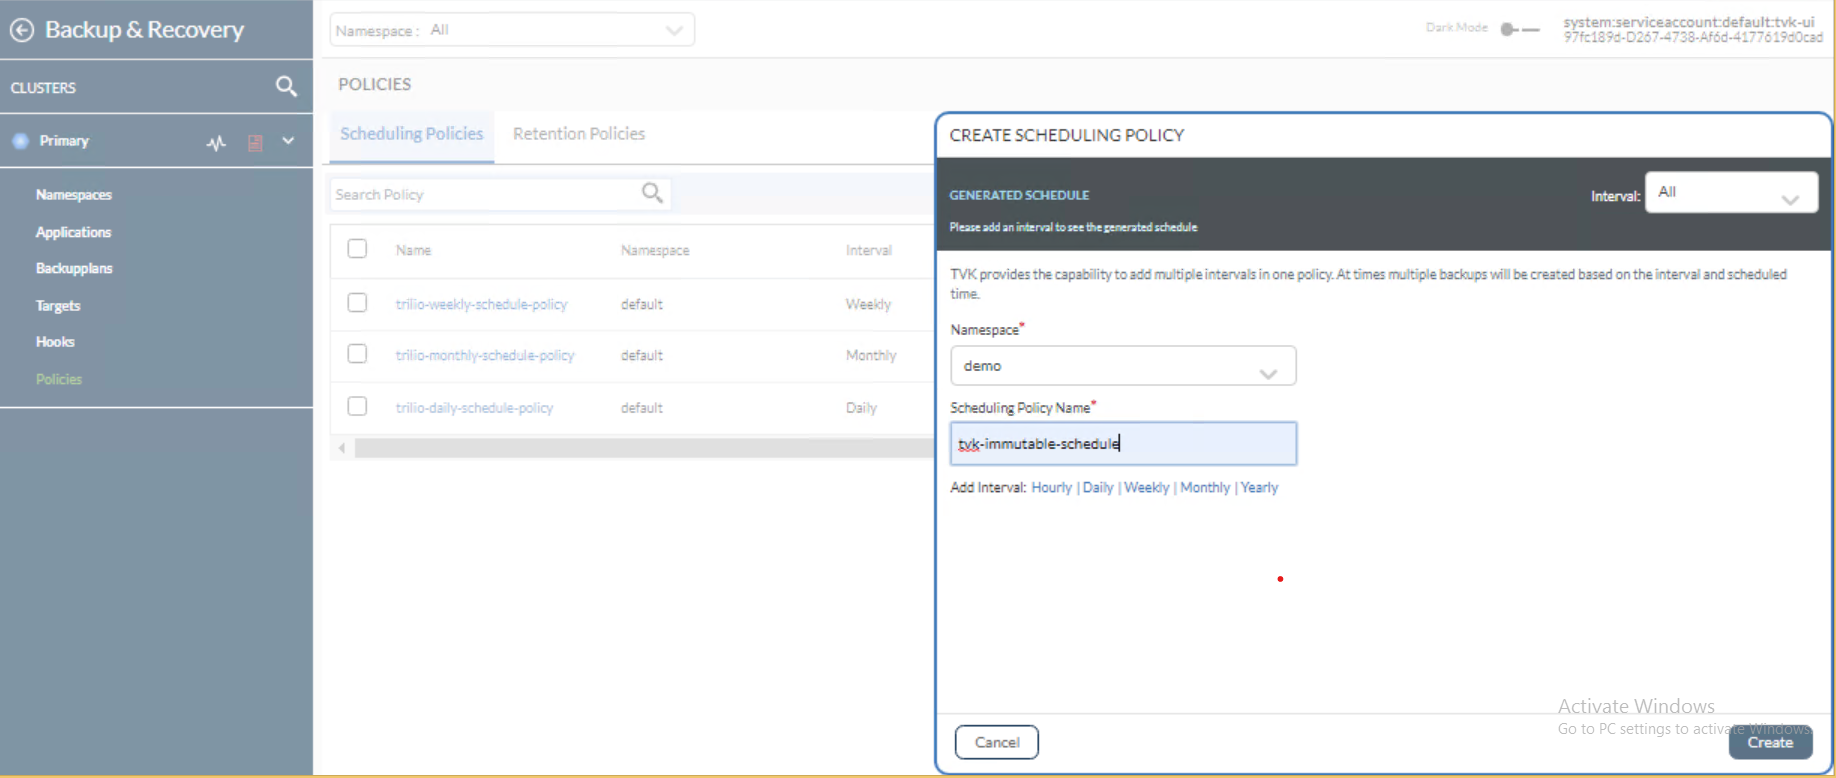 Backup & Recovery
Namespace : All
Dark Mode
system:serviceaccount:default:tvk-ui
97fc189d-D267-4738-Af6d-4177619d0cad
CLUSTERS
POLICIES
Primary
Scheduling Policies Retention Policies
Namespaces
Applications
Backupplans
Targets
Hooks
Policies
Search Policy
Name Namespace Interval
trilio-weekly-schedule-policy default Weekly
trilio-monthly-schedule-policy default Monthly
trilio-daily-schedule-policy default Daily
CREATE SCHEDULING POLICY
GENERATED SCHEDULE
Interval: All
Please add an interval to see the generated schedule
TVK provides the capability to add multiple intervals in one policy. At times multiple backups will be created based on the interval and scheduled
time.
Namespace*
demo
Scheduling Policy Name*
tvk-immutable-schedule
Add Interval: Hourly | Daily | Weekly | Monthly | Yearly
Activate Windows
Go to PC settings to activate Windows.
Cancel Create